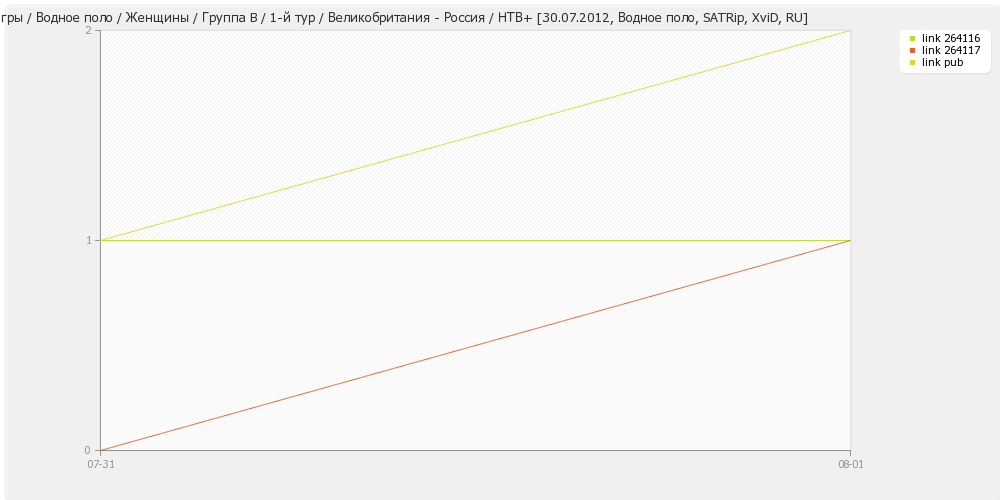 гры / Водное поло / Женщины / Группа B / 1-й тур / Великобритания - Россия / НТВ+ [30.07.2012, Водное поло, SATRip, XviD, RU]
link 264116
link 264117
link pub
2
1
0
07-31
08-01